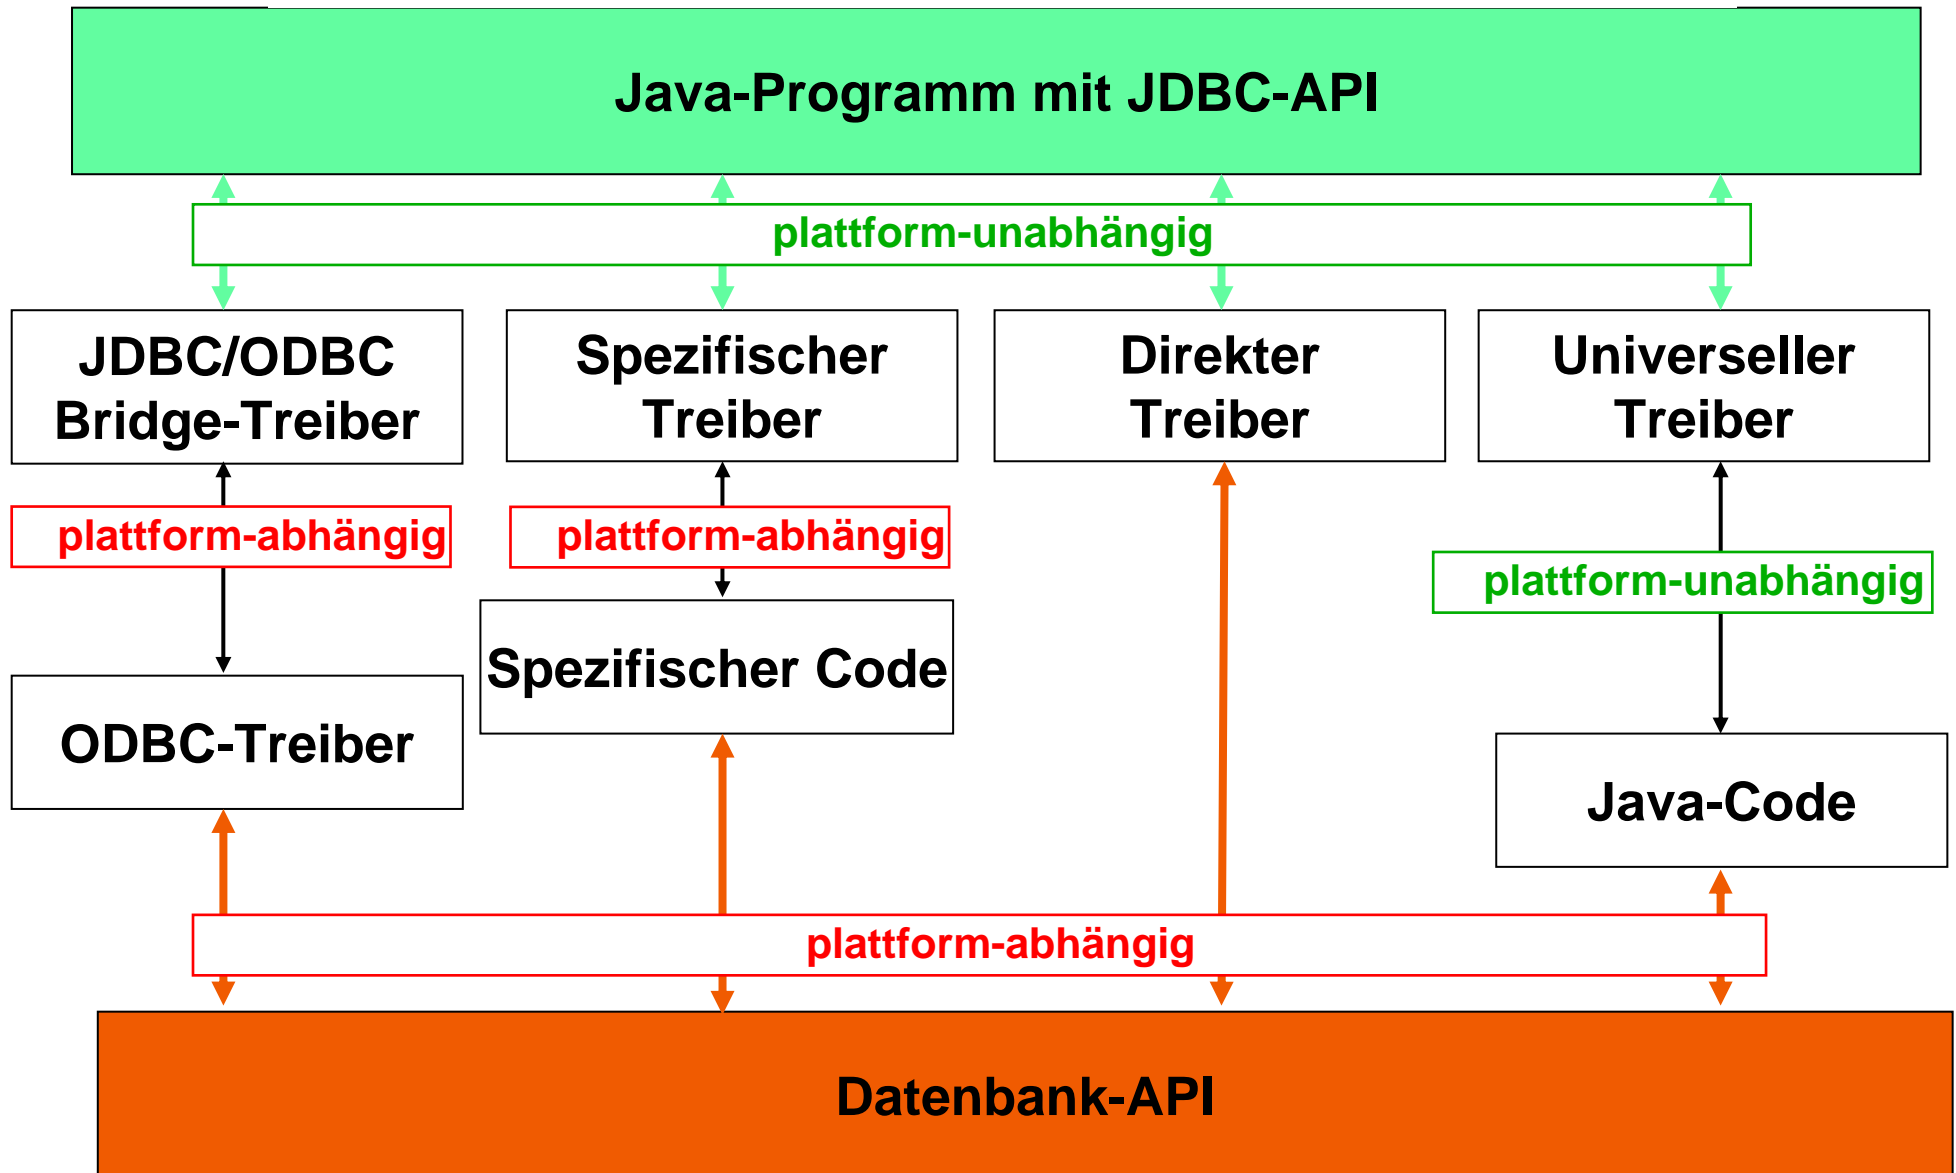 Java-Programm mit JDBC-API
plattform-unabhängig
JDBC/ODBC
Bridge-Treiber
Spezifischer
Treiber
Direkter
Treiber
Universeller
Treiber
plattform-abhängig
plattform-abhängig
plattform-unabhängig
Spezifischer Code
ODBC-Treiber
Java-Code
plattform-abhängig
Datenbank-API